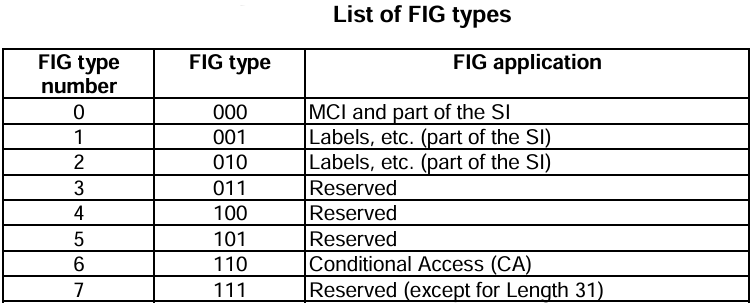 List of FIG types
FIG type number FIG type FIG application
0 000 MCI and part of the SI
1 001 Labels, etc. (part of the SI)
2 010 Labels, etc. (part of the SI)
3 011 Reserved
4 100 Reserved
5 101 Reserved
6 110 Conditional Access (CA)
7 111 Reserved (except for Length 31)